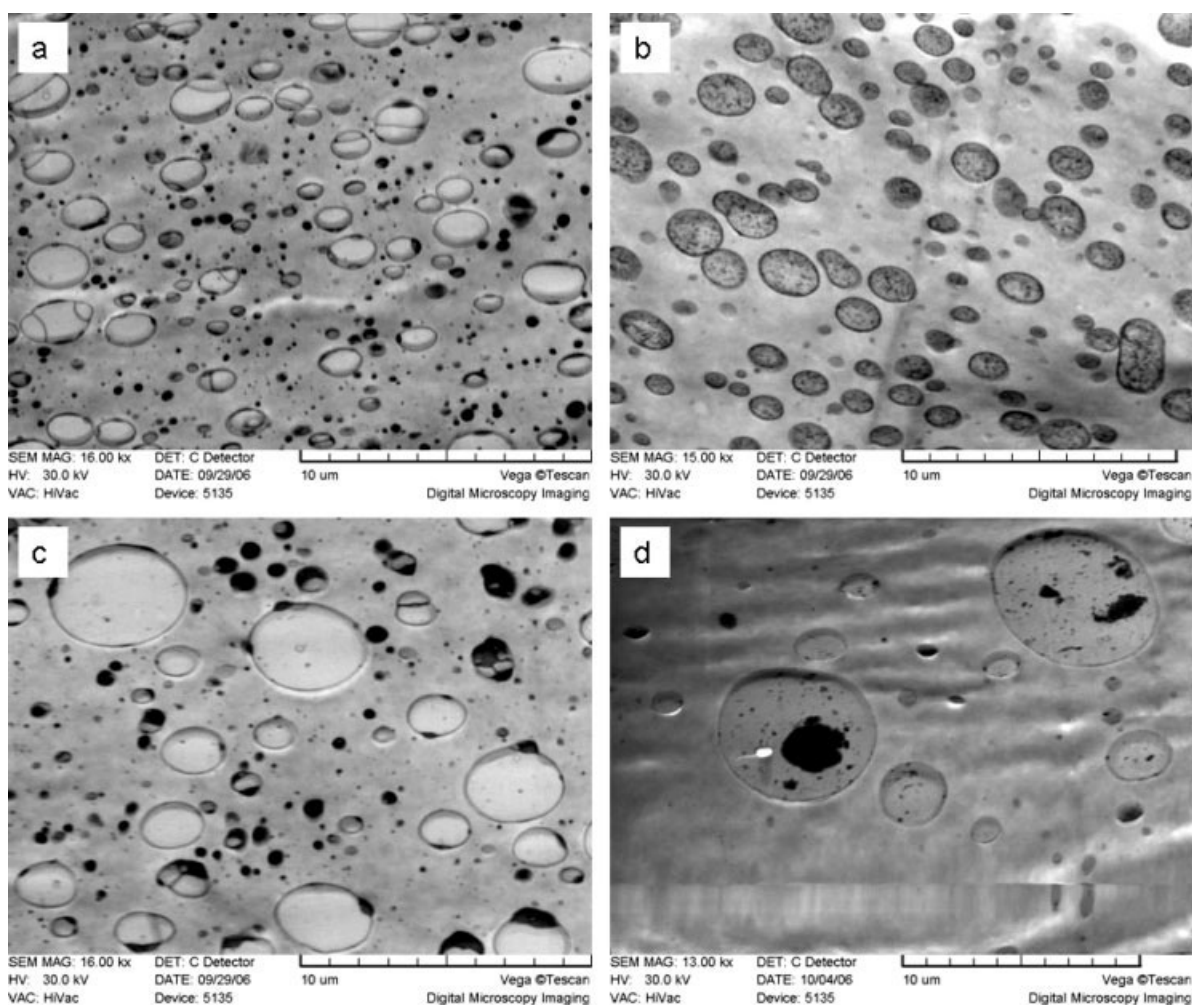 a
b
SEM MAG: 16.00 kx DET: C Detector
HV: 30.0 kV DATE: 09/29/06 10 um Vega ©Tescan
VAC: HiVac Device: 5135 Digital Microscopy Imaging
SEM MAG: 15.00 kx DET: C Detector
HV: 30.0 kV DATE: 09/29/06 10 um Vega ©Tescan
VAC: HiVac Device: 5135 Digital Microscopy Imaging
c
d
SEM MAG: 16.00 kx DET: C Detector
HV: 30.0 kV DATE: 09/29/06 10 um Vega ©Tescan
VAC: HiVac Device: 5135 Digital Microscopy Imaging
SEM MAG: 13.00 kx DET: C Detector
HV: 30.0 kV DATE: 10/04/06 10 um Vega ©Tescan
VAC: HiVac Device: 5135 Digital Microscopy Imaging